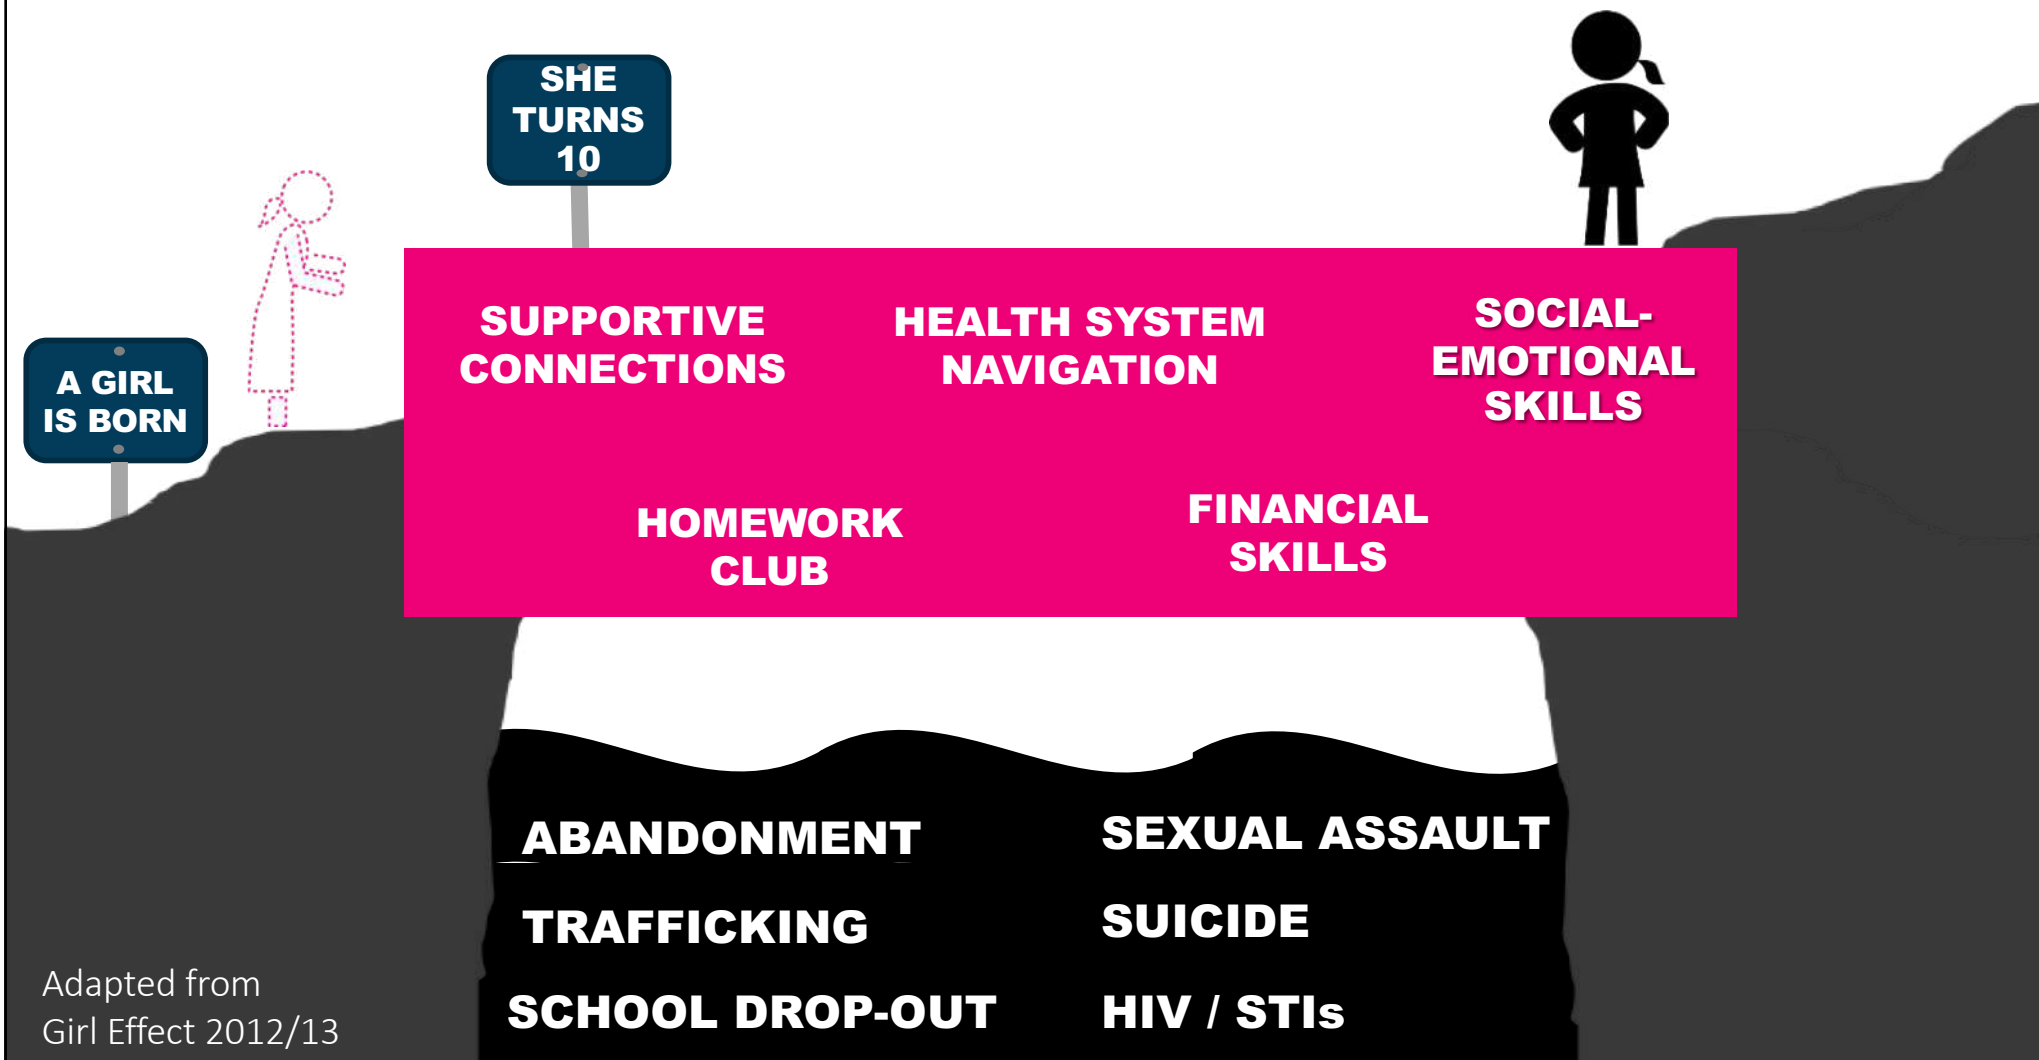 SHE
TURNS
10
A GIRL
IS BORN
SUPPORTIVE
CONNECTIONS
HEALTH SYSTEM
NAVIGATION
SOCIAL-
EMOTIONAL
SKILLS
HOMEWORK
CLUB
FINANCIAL
SKILLS
ABANDONMENT
SEXUAL ASSAULT
TRAFFICKING
SUICIDE
SCHOOL DROP-OUT
HIV / STIs
Adapted from
Girl Effect 2012/13